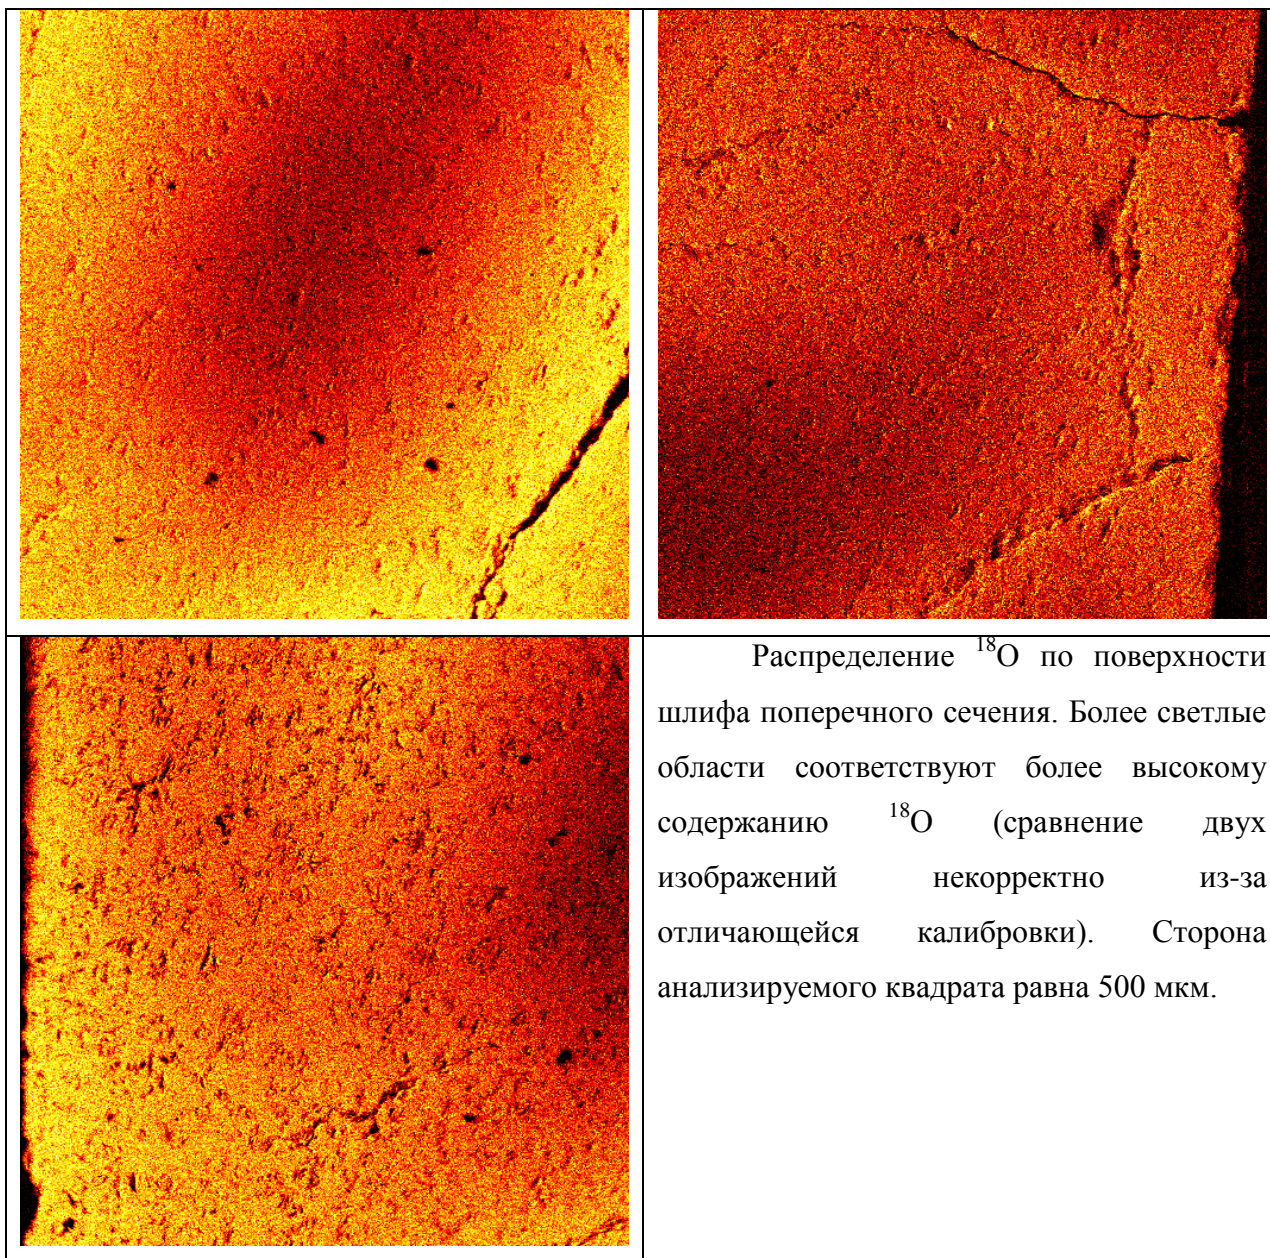 Распределение ¹⁸O по поверхности
шлифа поперечного сечения. Более светлые
области соответствуют более высокому
содержанию ¹⁸O (сравнение двух
изображений некорректно из-за
отличающейся калибровки). Сторона
анализируемого квадрата равна 500 мкм.